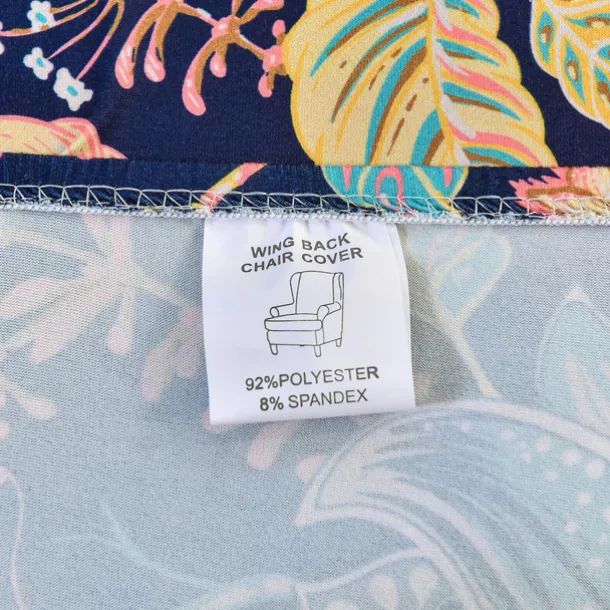 WING BACK
CHAIR COVER
92%POLYESTER
8% SPANDEX